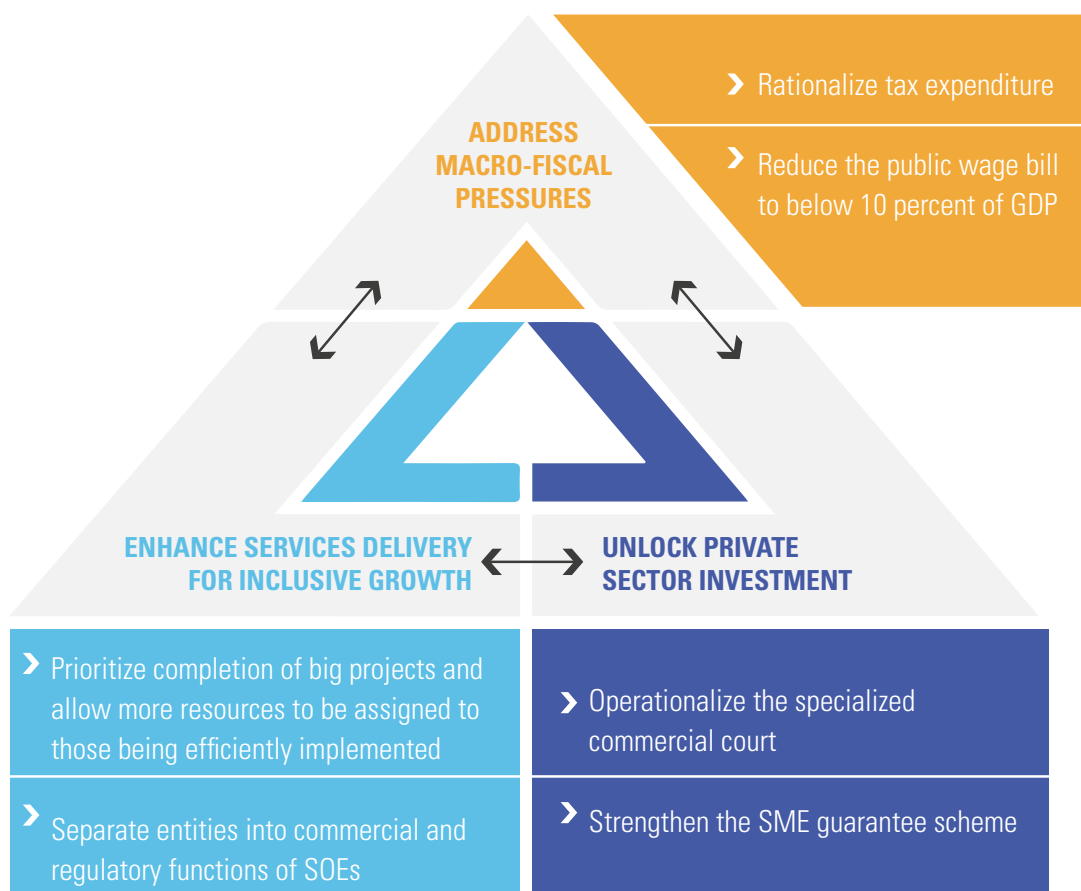 Rationalize tax expenditure
Reduce the public wage bill
to below 10 percent of GDP
ADDRESS
MACRO-FISCAL
PRESSURES
ENHANCE SERVICES DELIVERY
FOR INCLUSIVE GROWTH
UNLOCK PRIVATE
SECTOR INVESTMENT
Prioritize completion of big projects and
allow more resources to be assigned to
those being efficiently implemented
Separate entities into commercial and
regulatory functions of SOEs
Operationalize the specialized
commercial court
Strengthen the SME guarantee scheme